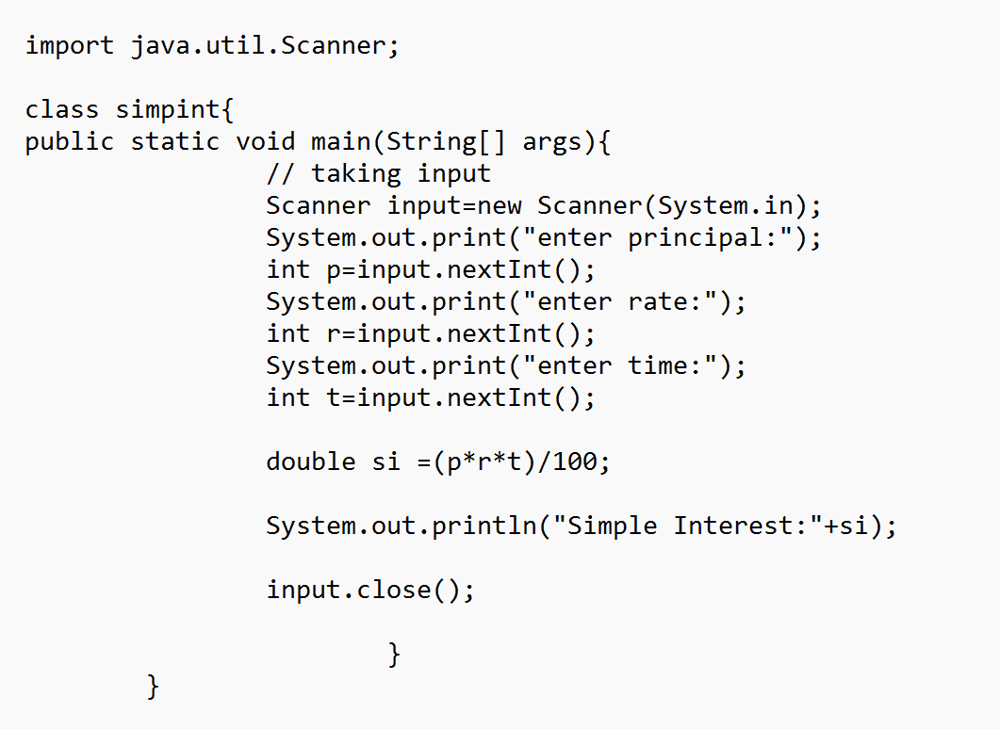 import java.util.Scanner;
class simpint{
public static void main(String[] args){
// taking input
Scanner input=new Scanner(System.in);
System.out.print("enter principal:");
int p=input.nextInt();
System.out.print("enter rate:");
int r=input.nextInt();
System.out.print("enter time:");
int t=input.nextInt();
double si =(p*r*t)/100;
System.out.println("Simple Interest:"+si);
input.close();
}
}